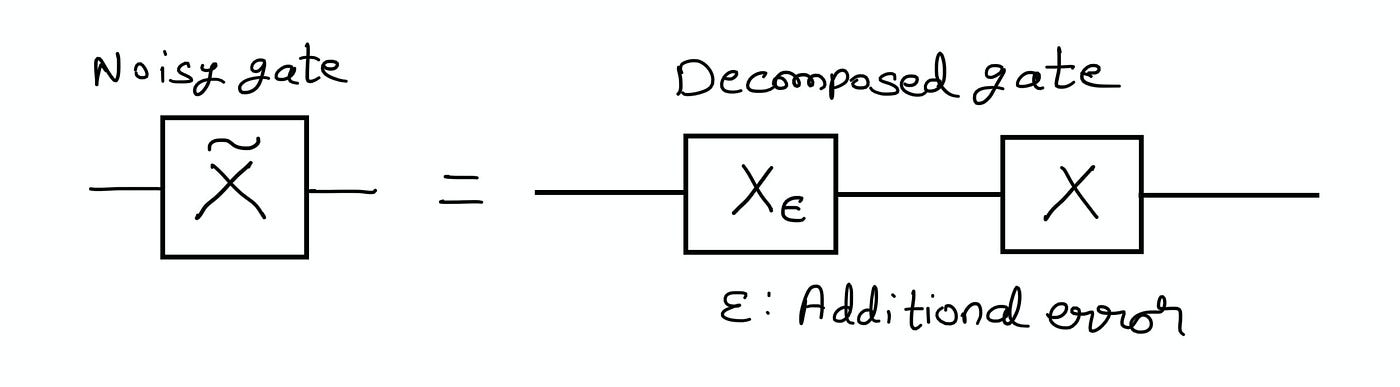 Noisy gate
Decomposed gate
X̃ = Xϵ X
ε: Additional error